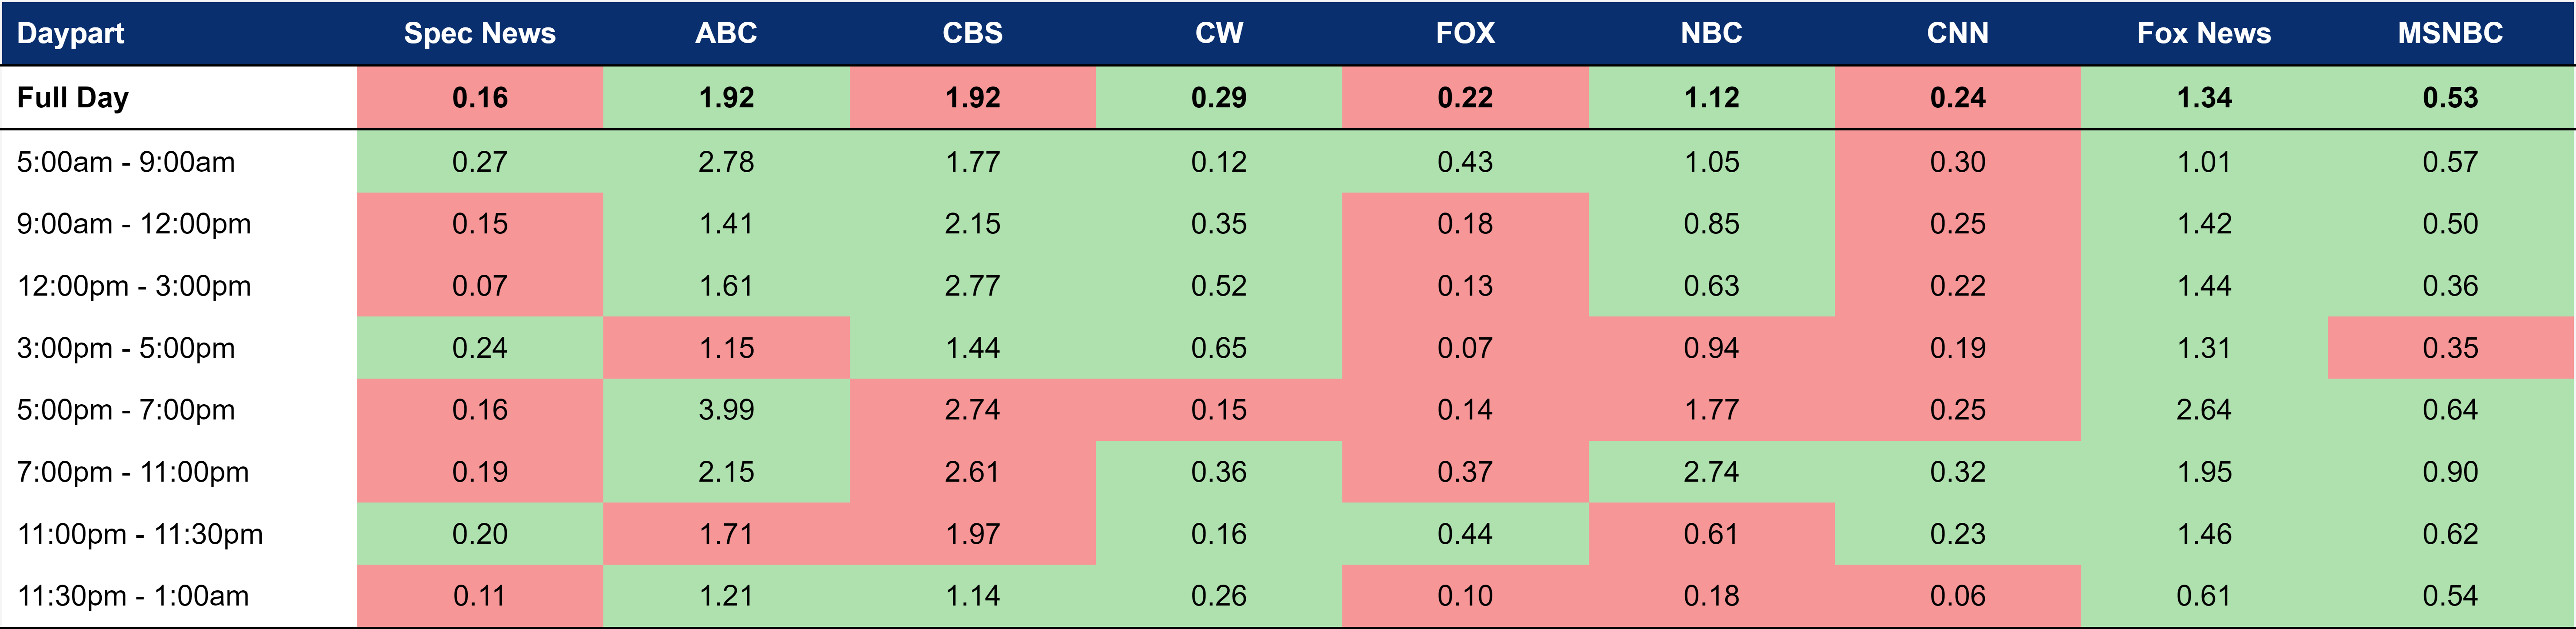 Daypart Spec News ABC CBS CW FOX NBC CNN Fox News MSNBC
Full Day 0.16 1.92 1.92 0.29 0.22 1.12 0.24 1.34 0.53
5:00am - 9:00am 0.27 2.78 1.77 0.12 0.43 1.05 0.30 1.01 0.57
9:00am - 12:00pm 0.15 1.41 2.15 0.35 0.18 0.85 0.25 1.42 0.50
12:00pm - 3:00pm 0.07 1.61 2.77 0.52 0.13 0.63 0.22 1.44 0.36
3:00pm - 5:00pm 0.24 1.15 1.44 0.65 0.07 0.94 0.19 1.31 0.35
5:00pm - 7:00pm 0.16 3.99 2.74 0.15 0.14 1.77 0.25 2.64 0.64
7:00pm - 11:00pm 0.19 2.15 2.61 0.36 0.37 2.74 0.32 1.95 0.90
11:00pm - 11:30pm 0.20 1.71 1.97 0.16 0.44 0.61 0.23 1.46 0.62
11:30pm - 1:00am 0.11 1.21 1.14 0.26 0.10 0.18 0.06 0.61 0.54